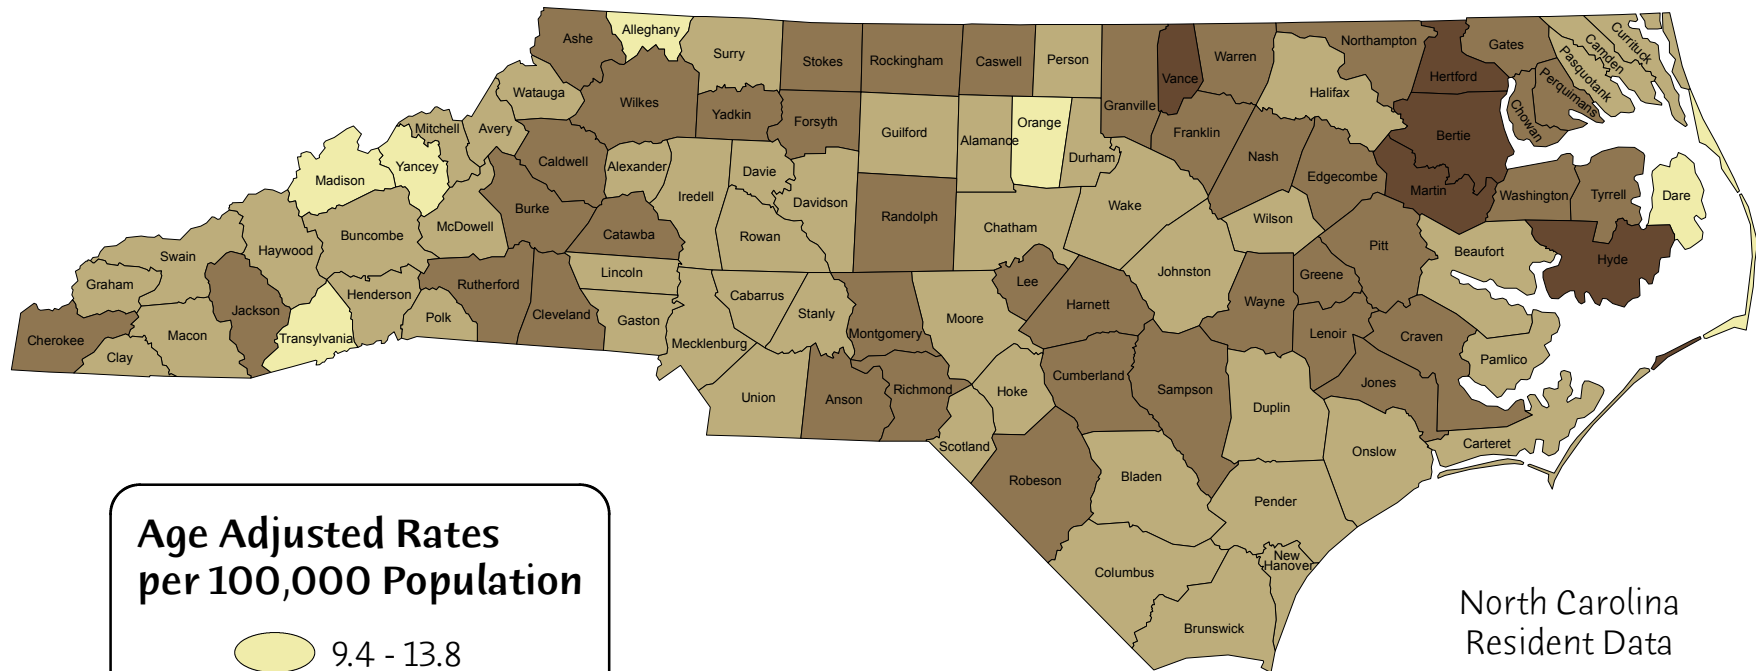 Ashe
Alleghany
Surry
Stokes
Rockingham
Caswell
Person
Granville
Vance
Warren
Northampton
Hertford
Gates
Currituck
Camden
Pasquotank
Perquimans
Chowan
Watauga
Wilkes
Yadkin
Forsyth
Guilford
Alamance
Orange
Durham
Franklin
Halifax
Bertie
Mitchell
Avery
Caldwell
Alexander
Iredell
Davie
Nash
Edgecombe
Martin
Washington
Tyrrell
Dare
Madison
Yancey
Burke
Davidson
Randolph
Wake
Wilson
McDowell
Catawba
Rowan
Chatham
Pitt
Beaufort
Hyde
Swain
Haywood
Buncombe
Graham
Jackson
Henderson
Rutherford
Cleveland
Lincoln
Johnston
Greene
Lee
Harnett
Wayne
Cherokee
Clay
Macon
Transylvania
Polk
Gaston
Cabarrus
Stanly
Montgomery
Moore
Mecklenburg
Lenoir
Craven
Pamlico
Union
Anson
Richmond
Hoke
Cumberland
Sampson
Duplin
Jones
Scotland
Carteret
Onslow
Robeson
Bladen
Pender
New
Hanover
Columbus
Brunswick
Age Adjusted Rates
per 100,000 Population
9.4 - 13.8
North Carolina
Resident Data